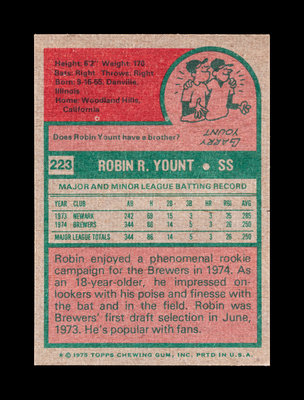 Height: 6'2" Weight: 170
Bats: Right. Throws: Right.
Born: 9-16-55, Danville,
Illinois.
Home: Woodland Hills,
California
Does Robin Yount have a brother?
LARRY
YOUNT
223 ROBIN R. YOUNT • SS
MAJOR AND MINOR LEAGUE BATTING RECORD
YEAR CLUB AB H 2B 3B HR RBI AVG
1973 NEWARK 242 69 15 3 3 25 285
1974 BREWERS 344 86 14 5 3 26 250
MAJOR LEAGUE TOTALS 344 86 14 5 3 26 250
Robin enjoyed a phenomenal rookie
campaign for the Brewers in 1974. As
an 18-year-older, he impressed on-
lookers with his poise and finesse with
the bat and in the field. Robin was
Brewers' first draft selection in June,
1973. He's popular with fans.
© 1975 TOPPS CHEWING GUM, INC. PRTD IN U.S.A.